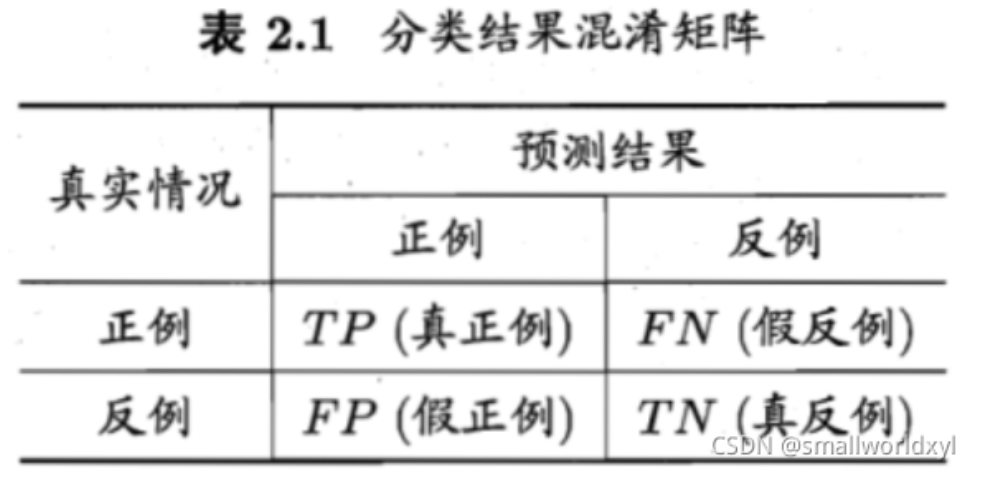 表 2.1 分类结果混淆矩阵
真实情况 预测结果
正例 反例
正例 TP (真正例) FN (假反例)
反例 FP (假正例) TN (真反例)
CSDN @smallworldxyl